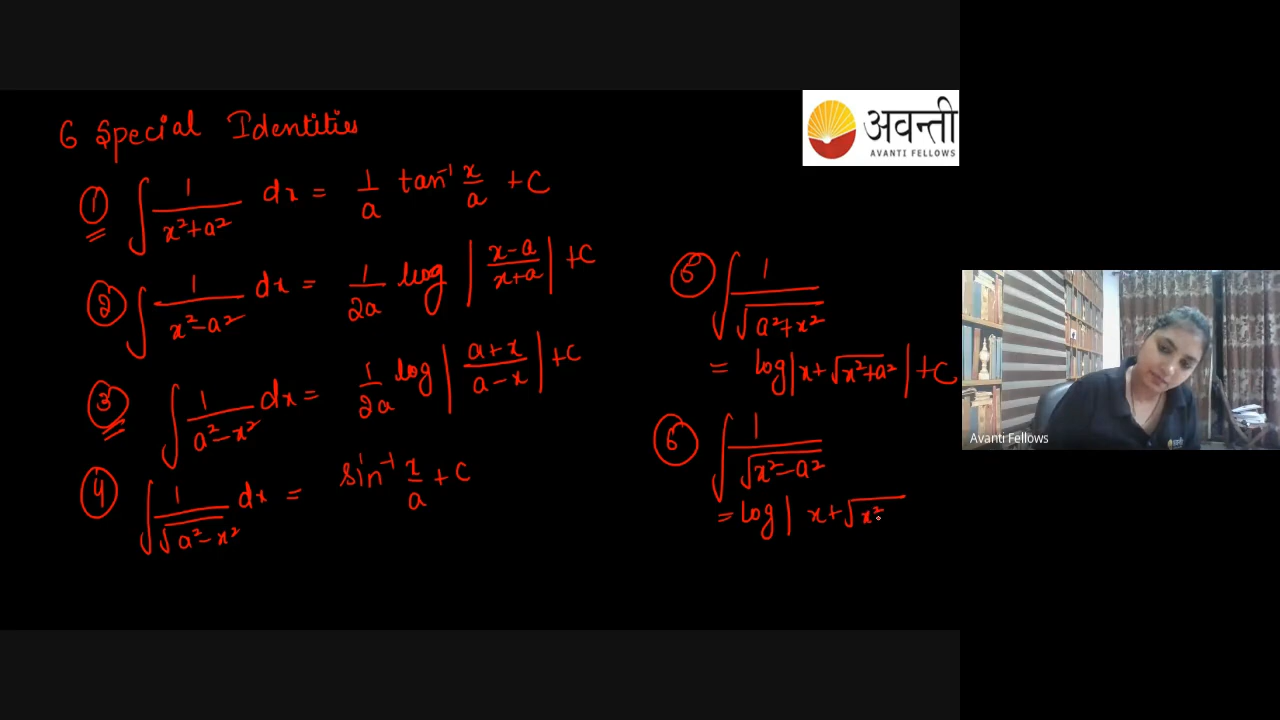 6 Special Identities
① ∫ 1/(x²+a²) dx = 1/a tan⁻¹ x/a + C
② ∫ 1/(x²-a²) dx = 1/2a log |(x-a)/(x+a)| + C
③ ∫ 1/(a²-x²) dx = 1/2a log |(a+x)/(a-x)| + C
④ ∫ 1/√(a²-x²) dx = sin⁻¹ x/a + C
⑤ ∫ 1/√(a²+x²)
= log|x+√(x²+a²)| + C
⑥ ∫ 1/√(x²-a²)
= log| x+√x²
अवन्ती
AVANTI FELLOWS
Avanti Fellows